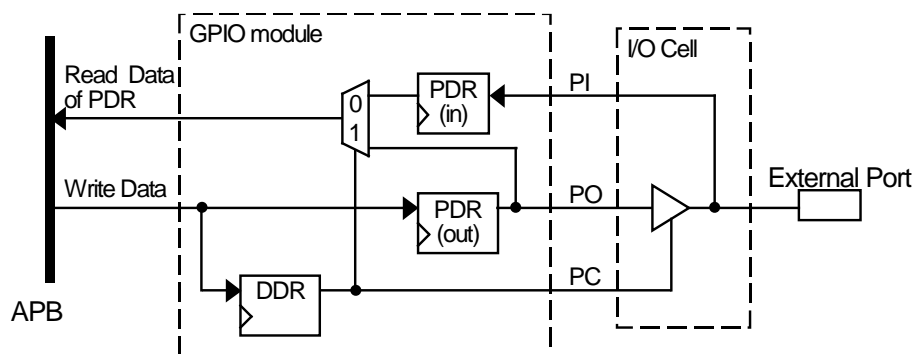 GPIO module
I/O Cell
Read Data
of PDR
0
1
PDR
(in)
PI
Write Data
PDR
(out)
PO
External Port
DDR
PC
APB